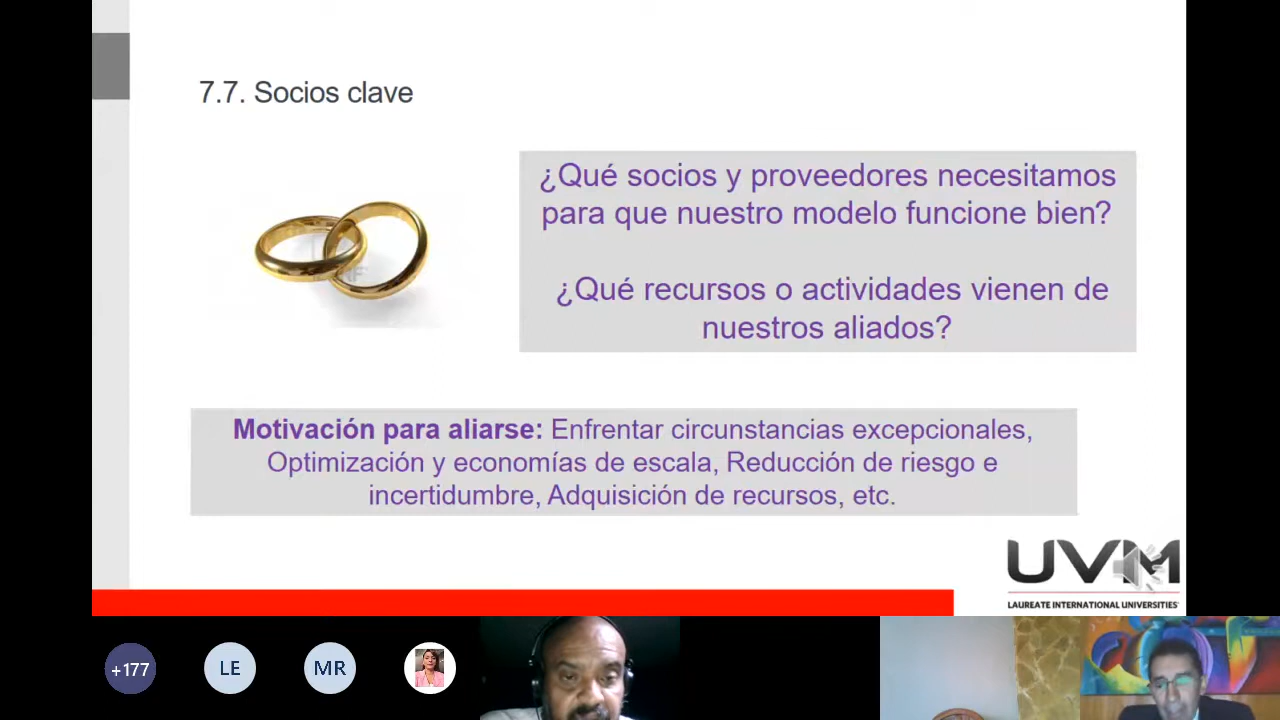 7.7. Socios clave
¿Qué socios y proveedores necesitamos
para que nuestro modelo funcione bien?
¿Qué recursos o actividades vienen de
nuestros aliados?
Motivación para aliarse: Enfrentar circunstancias excepcionales,
Optimización y economías de escala, Reducción de riesgo e
incertidumbre, Adquisición de recursos, etc.
UVM
LAUREATE INTERNATIONAL UNIVERSITIES
+177
LE
MR